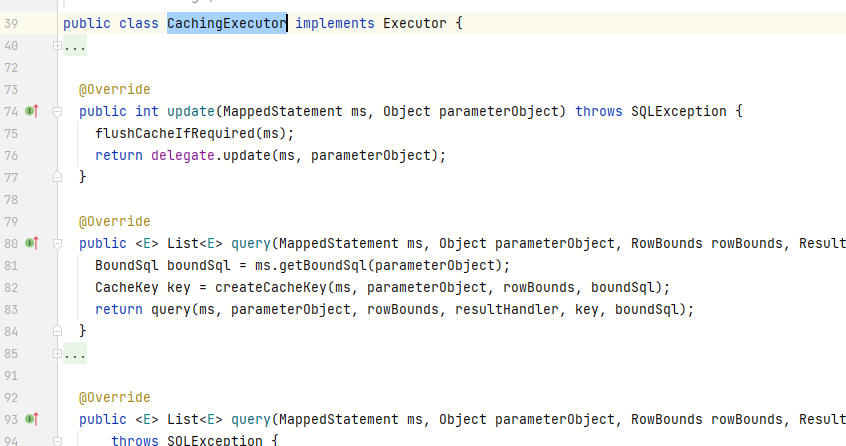 39 public class CachingExecutor implements Executor {
40 ...
72
73 @Override
74 public int update(MappedStatement ms, Object parameterObject) throws SQLException {
75 flushCacheIfRequired(ms);
76 return delegate.update(ms, parameterObject);
77 }
78
79 @Override
80 public <E> List<E> query(MappedStatement ms, Object parameterObject, RowBounds rowBounds, Result
81 BoundSql boundSql = ms.getBoundSql(parameterObject);
82 CacheKey key = createCacheKey(ms, parameterObject, rowBounds, boundSql);
83 return query(ms, parameterObject, rowBounds, resultHandler, key, boundSql);
84 }
85 ...
91
92 @Override
93 public <E> List<E> query(MappedStatement ms, Object parameterObject, RowBounds rowBounds, Result
94 throws SQLException {